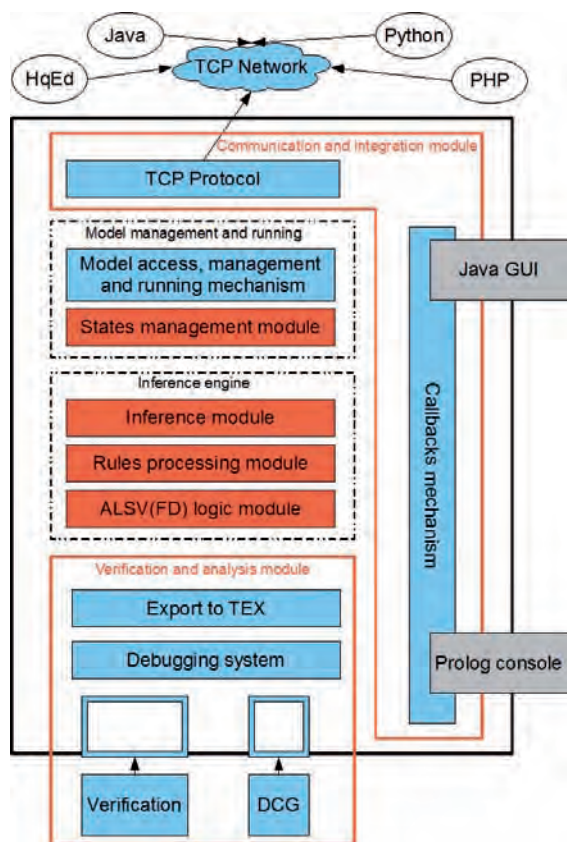 Java
Python
HqEd
TCP Network
PHP
Communication and integration module
TCP Protocol
Model management and running
Model access, management
and running mechanism
States management module
Java GUI
Inference engine
Inference module
Rules processing module
ALSV(FD) logic module
Callbacks mechanism
Verification and analysis module
Export to TEX
Debugging system
Prolog console
Verification
DCG